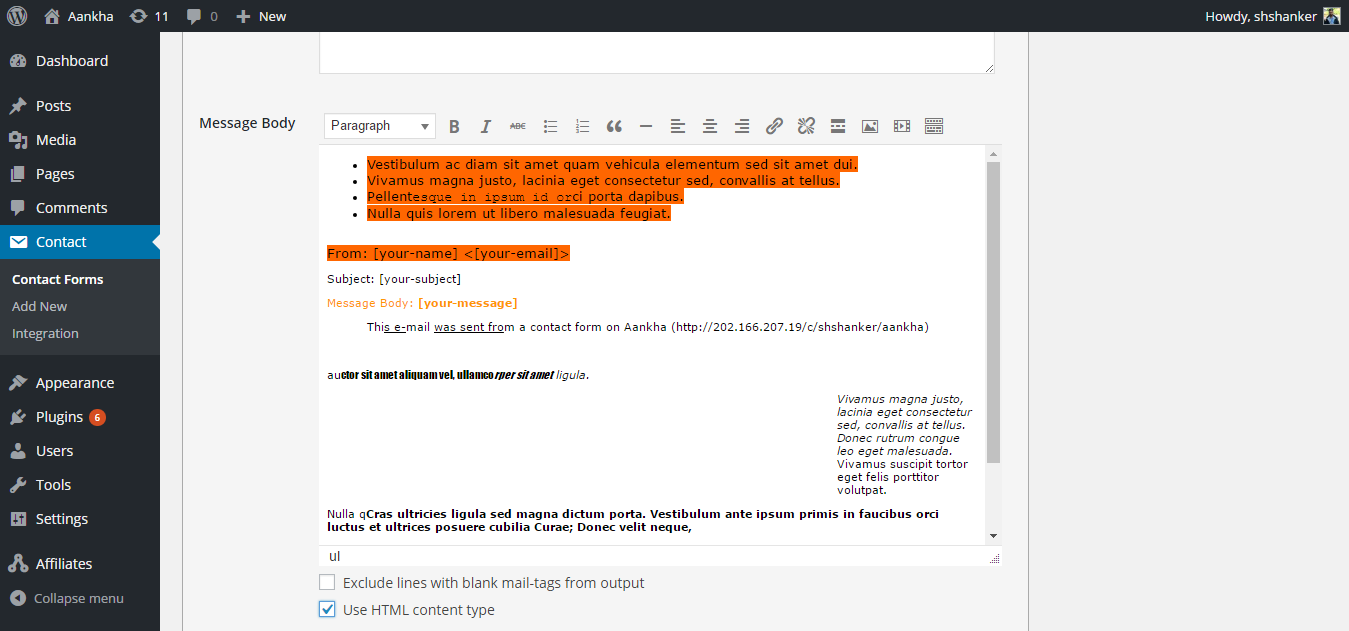 Aankha 11 0 New Howdy, shshanker
Dashboard
Posts
Media
Pages
Comments
Contact
Contact Forms
Add New
Integration
Appearance
Plugins 6
Users
Tools
Settings
Affiliates
Collapse menu
Message Body
Paragraph B I ABC
Vestibulum ac diam sit amet quam vehicula elementum sed sit amet dui.
Vivamus magna justo, lacinia eget consectetur sed, convallis at tellus.
Pellentesque in ipsum id orci porta dapibus.
Nulla quis lorem ut libero malesuada feugiat.
From: [your-name] <[your-email]>
Subject: [your-subject]
Message Body: [your-message]
This e-mail was sent from a contact form on Aankha (http://202.166.207.19/c/shshanker/aankha)
auctor sit amet aliquam vel, ullamcorper sit amet ligula.
Vivamus magna justo,
lacinia eget consectetur
sed, convallis at tellus.
Donec rutrum congue
leo eget malesuada.
Vivamus suscipit tortor
eget felis porttitor
volutpat.
Nulla qCras ultricies ligula sed magna dictum porta. Vestibulum ante ipsum primis in faucibus orci
luctus et ultrices posuere cubilia Curae; Donec velit neque,
ul
Exclude lines with blank mail-tags from output
Use HTML content type